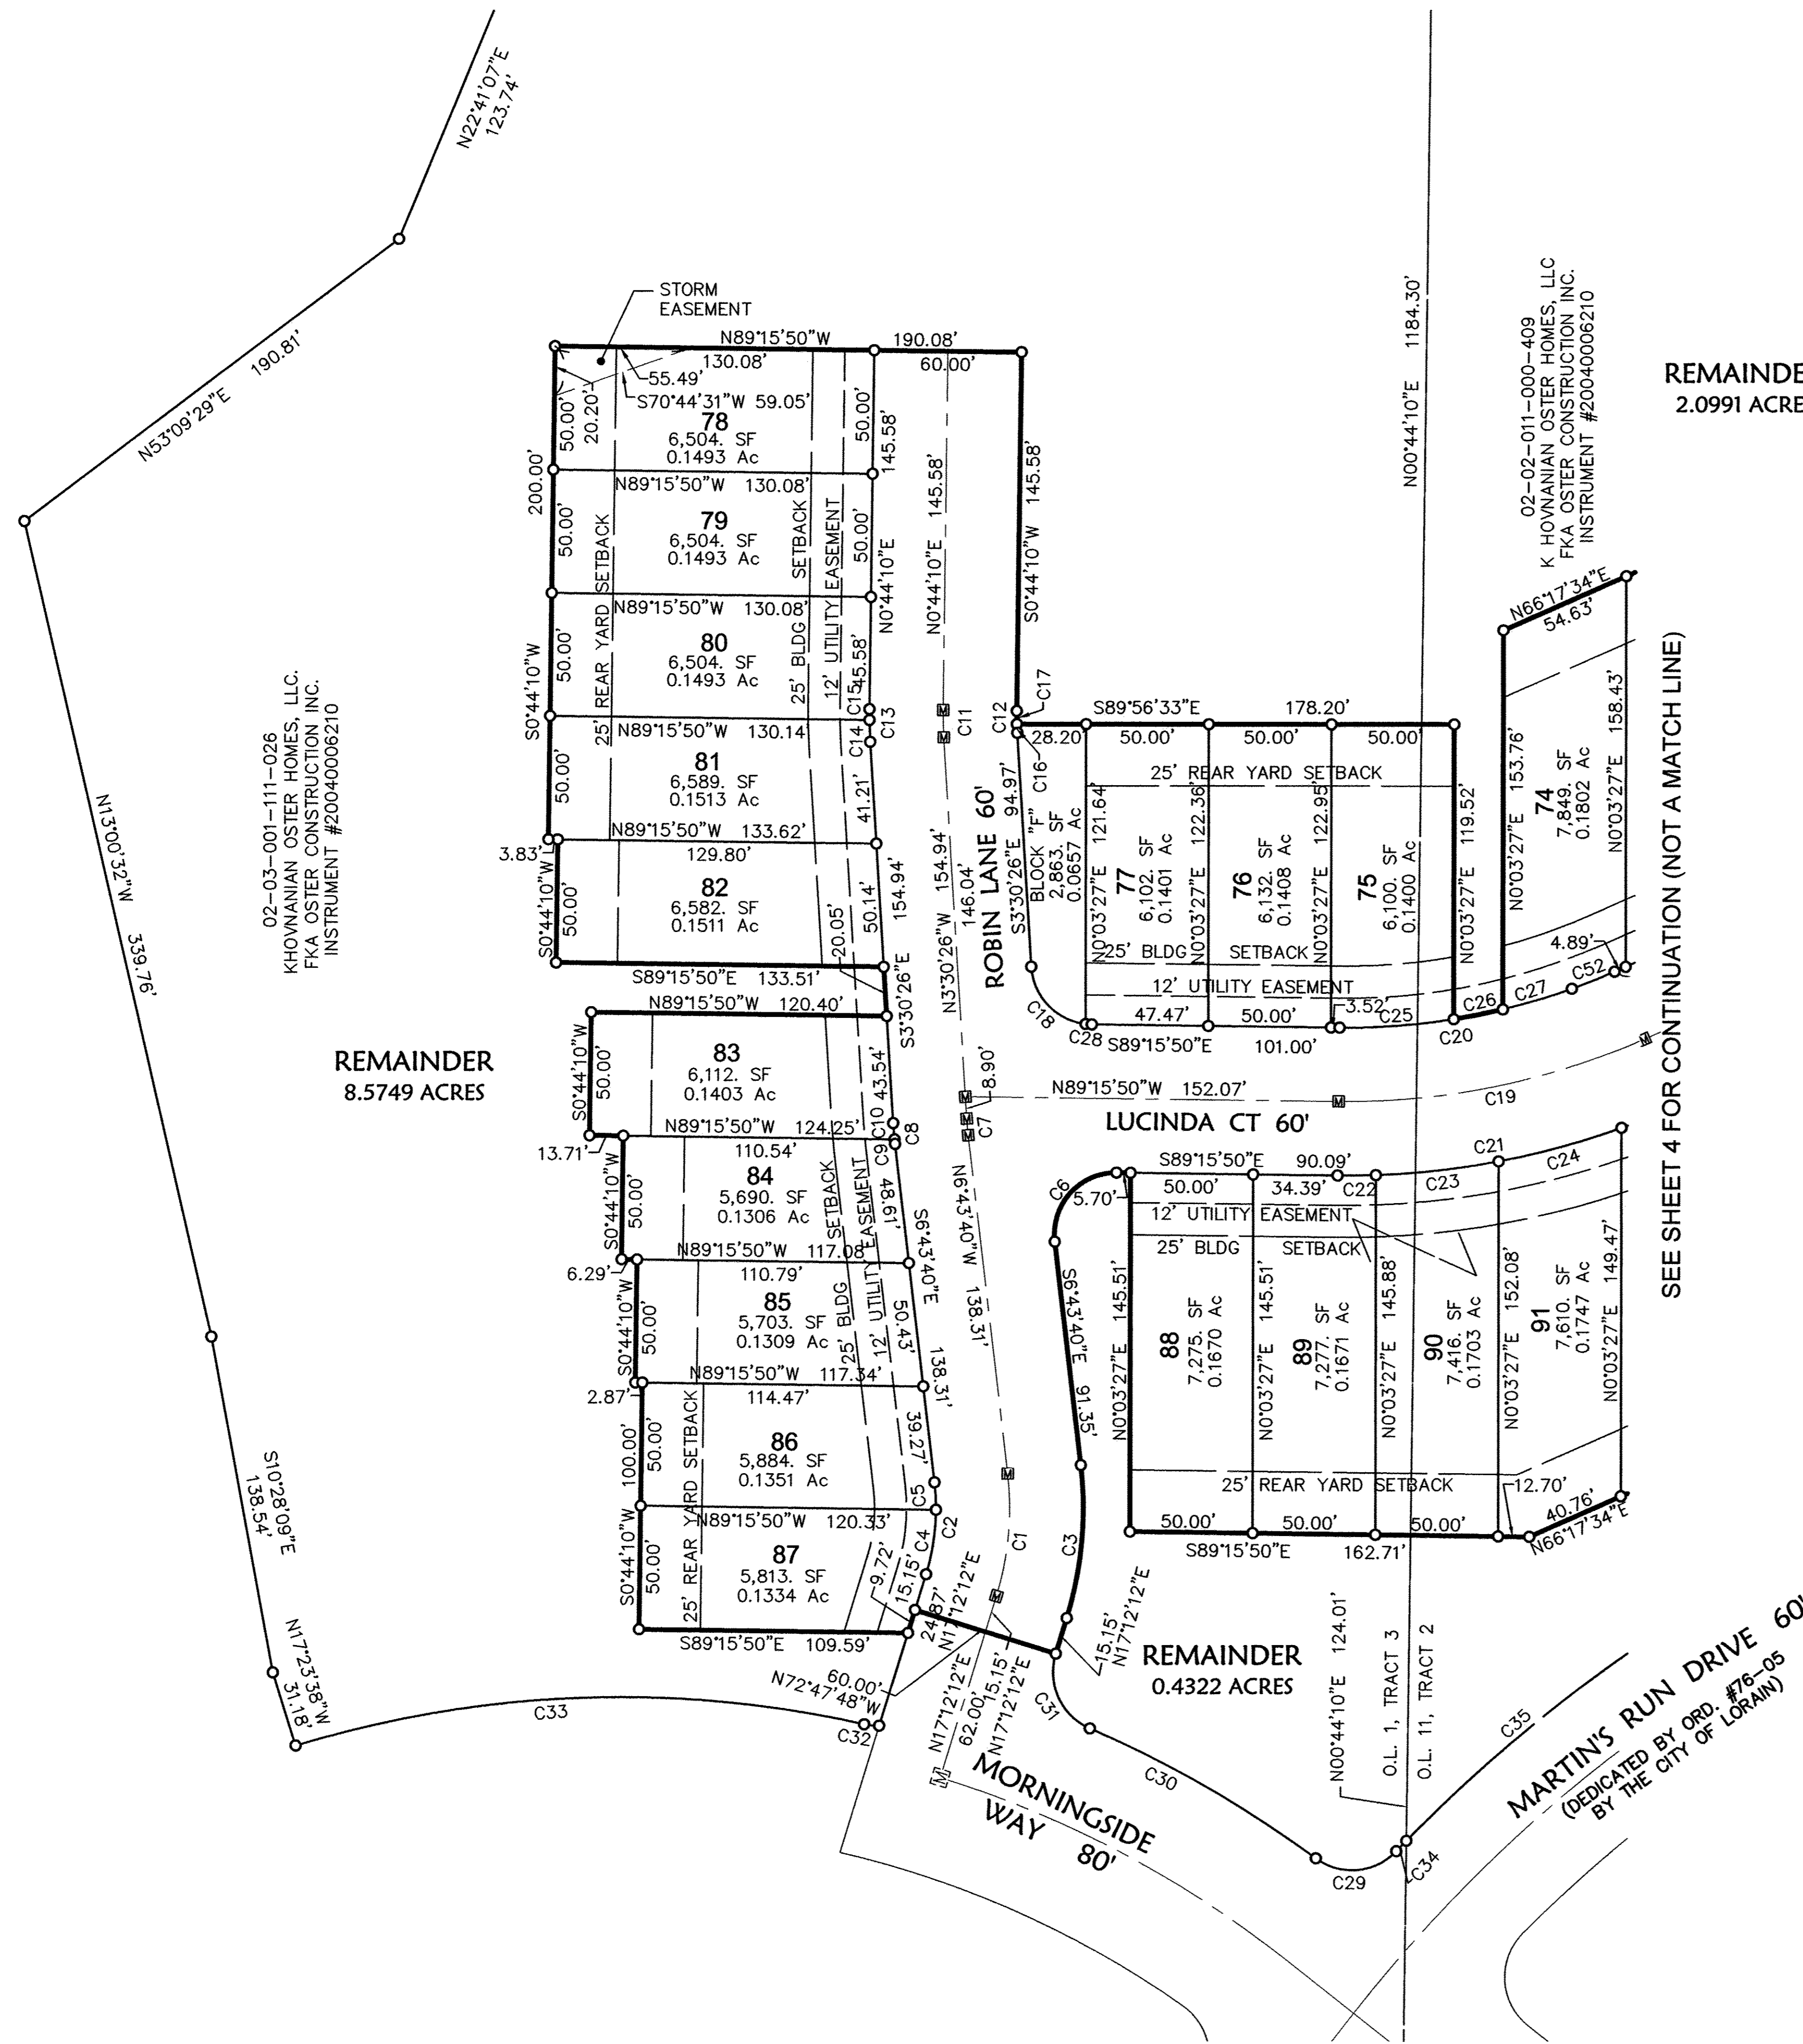 N22°41'07"E
123.74'
N53°09'29"E 190.81'
N13°00'32"W 339.76'
S10°28'09"E
138.54'
N17°23'38"W
31.18'
C33
C32
02-03-001-111-026
KHOVNANIAN OSTER HOMES, LLC.
FKA OSTER CONSTRUCTION INC.
INSTRUMENT #20040006210
REMAINDER
8.5749 ACRES
STORM
EASEMENT
N89°15'50"W 190.08'
130.08'
60.00'
55.49'
S70°44'31"W 59.05'
20.20'
50.00'
200.00'
78
6,504. SF
0.1493 Ac
50.00'
145.58'
N89°15'50"W 130.08'
50.00'
79
6,504. SF
0.1493 Ac
50.00'
N0°44'10"E
25' REAR YARD SETBACK
25' BLDG SETBACK
12' UTILITY EASEMENT
N89°15'50"W 130.08'
S0°44'10"W
50.00'
80
6,504. SF
0.1493 Ac
45.58'
C15
C13
N89°15'50"W 130.14'
C14
50.00'
81
6,589. SF
0.1513 Ac
41.21'
N89°15'50"W 133.62'
3.83'
129.80'
S0°44'10"W
50.00'
82
6,582. SF
0.1511 Ac
50.14'
154.94'
20.05'
S89°15'50"E 133.51'
S3°30'26"E
N89°15'50"W 120.40'
S0°44'10"W
50.00'
83
6,112. SF
0.1403 Ac
43.54'
C10
C8
C9
N89°15'50"W 124.25'
13.71'
110.54'
S0°44'10"W
50.00'
84
5,690. SF
0.1306 Ac
48.61'
S6°43'40"E
N89°15'50"W 117.08'
6.29'
110.79'
S0°44'10"W
50.00'
85
5,703. SF
0.1309 Ac
50.43'
138.31'
25' BLDG SETBACK
12' UTILITY EASEMENT
N89°15'50"W 117.34'
2.87'
114.47'
100.00'
50.00'
86
5,884. SF
0.1351 Ac
39.27'
C5
C2
N89°15'50"W 120.33'
25' REAR YARD SETBACK
S0°44'10"W
50.00'
87
5,813. SF
0.1334 Ac
9.72'
15.15'
C4
24.87'
N17°12'12"E
S89°15'50"E 109.59'
60.00'
N72°47'48"W
N17°12'12"E
62.00'
15.15'
N17°12'12"E
C1
C3
15.15'
N17°12'12"E
N0°44'10"E 145.58'
S0°44'10"W 145.58'
C11
C12
C17
C16
ROBIN LANE 60'
N3°30'26"W 154.94'
146.04'
S3°30'26"E 94.97'
BLOCK "F"
2,863. SF
0.0657 Ac
8.90'
C7
N6°43'40"W 138.31'
S6°43'40"E 91.35'
C6
C18
C28
S89°56'33"E 178.20'
28.20'
50.00'
50.00'
50.00'
25' REAR YARD SETBACK
N0°03'27"E 121.64'
77
6,102. SF
0.1401 Ac
N0°03'27"E 122.36'
76
6,132. SF
0.1408 Ac
N0°03'27"E 122.95'
75
6,100. SF
0.1400 Ac
N0°03'27"E 119.52'
25' BLDG SETBACK
12' UTILITY EASEMENT
47.47'
50.00'
3.52'
C25
C20
C26
C27
C52
4.89'
S89°15'50"E 101.00'
N89°15'50"W 152.07'
C19
LUCINDA CT 60'
N00°44'10"E 1184.30'
02-02-011-000-409
K HOVNANIAN OSTER HOMES, LLC
FKA OSTER CONSTRUCTION INC.
INSTRUMENT #20040006210
2.0991
N66°17'34"E
54.63'
N0°03'27"E 153.76'
74
7,849. SF
0.1802 Ac
N0°03'27"E 158.43'
SEE SHEET 4 FOR CONTINUATION (NOT A MATCH LINE)
S89°15'50"E 90.09'
5.70'
50.00'
34.39'
C22
C23
C21
C24
12' UTILITY EASEMENT
25' BLDG SETBACK
N0°03'27"E 145.51'
88
7,275. SF
0.1670 Ac
N0°03'27"E 145.51'
89
7,277. SF
0.1671 Ac
N0°03'27"E 145.88'
90
7,416. SF
0.1703 Ac
N0°03'27"E 152.08'
91
7,610. SF
0.1747 Ac
N0°03'27"E 149.47'
25' REAR YARD SETBACK
12.70'
50.00'
50.00'
50.00'
S89°15'50"E 162.71'
40.76'
N66°17'34"E
REMAINDER
0.4322 ACRES
N00°44'10"E 124.01'
O.L. 1, TRACT 3
O.L. 11, TRACT 2
C31
C30
C29
C34
C35
MORNINGSIDE
WAY 80'
MARTIN'S RUN DRIVE
(DEDICATED BY ORD. #76-05
BY THE CITY OF LORAIN)